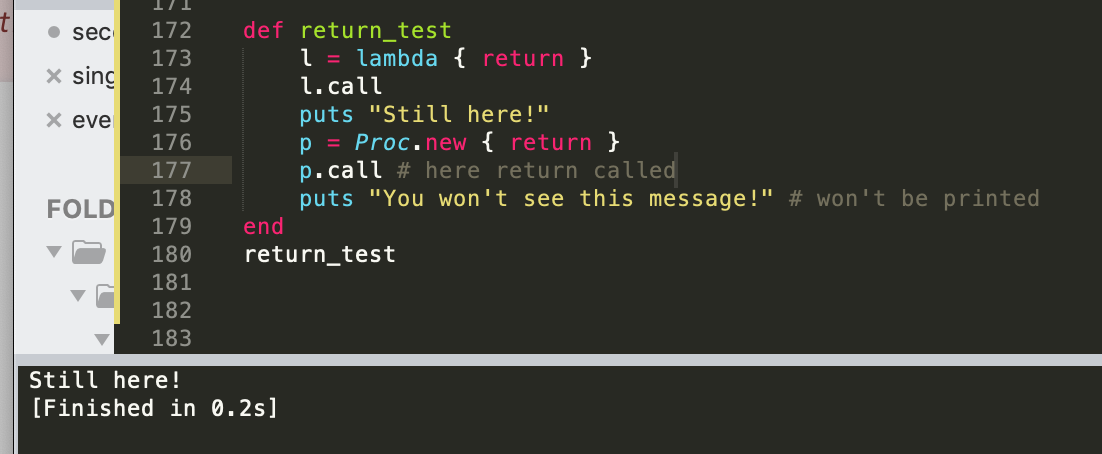 171
sec
sing
eve
FOLD
172 def return_test
173 l = lambda { return }
174 l.call
175 puts "Still here!"
176 p = Proc.new { return }
177 p.call # here return called
178 puts "You won't see this message!" # won't be printed
179 end
180 return_test
181
182
183
Still here!
[Finished in 0.2s]